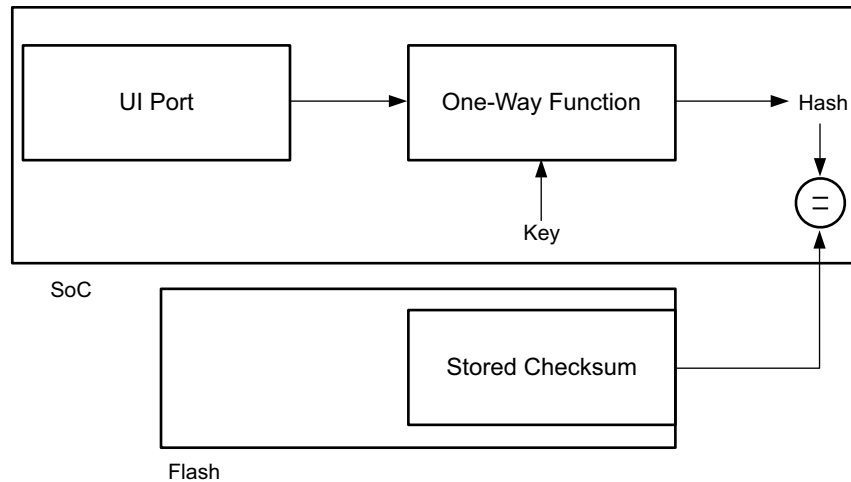 UI Port
One-Way Function
Hash
=
Key
SoC
Stored Checksum
Flash